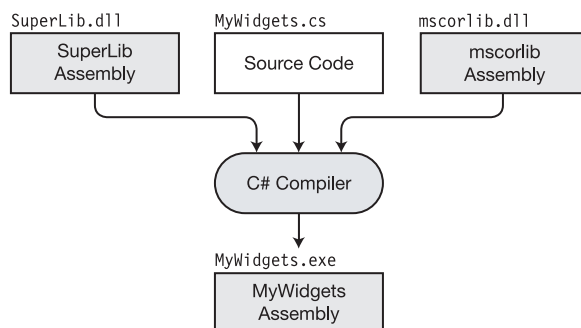 SuperLib.dll
MyWidgets.cs
mscorlib.dll
SuperLib
Assembly
Source Code
mscorlib
Assembly
C# Compiler
MyWidgets.exe
MyWidgets
Assembly